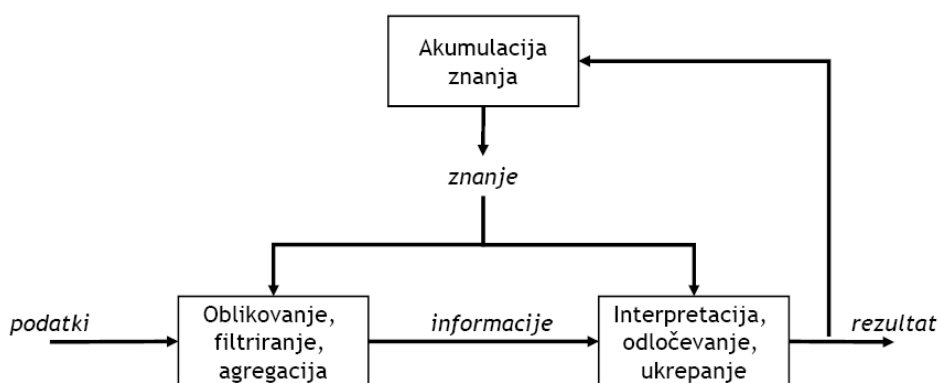 Akumulacija
znanja
znanje
podatki
Oblikovanje,
filtriranje,
agregacija
informacije
Interpretacija,
odločevanje,
ukrepanje
rezultat